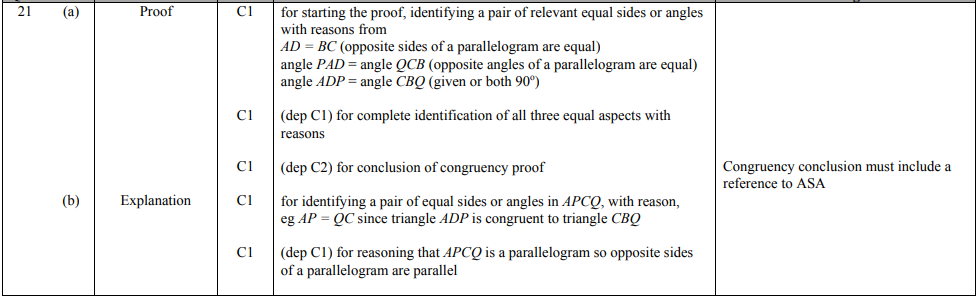 21 (a) Proof C1 for starting the proof, identifying a pair of relevant equal sides or angles
with reasons from
AD = BC (opposite sides of a parallelogram are equal)
angle PAD = angle QCB (opposite angles of a parallelogram are equal)
angle ADP = angle CBQ (given or both 90°)
C1 (dep C1) for complete identification of all three equal aspects with
reasons
C1 (dep C2) for conclusion of congruency proof Congruency conclusion must include a
reference to ASA
(b) Explanation C1 for identifying a pair of equal sides or angles in APCQ, with reason,
eg AP = QC since triangle ADP is congruent to triangle CBQ
C1 (dep C1) for reasoning that APCQ is a parallelogram so opposite sides
of a parallelogram are parallel